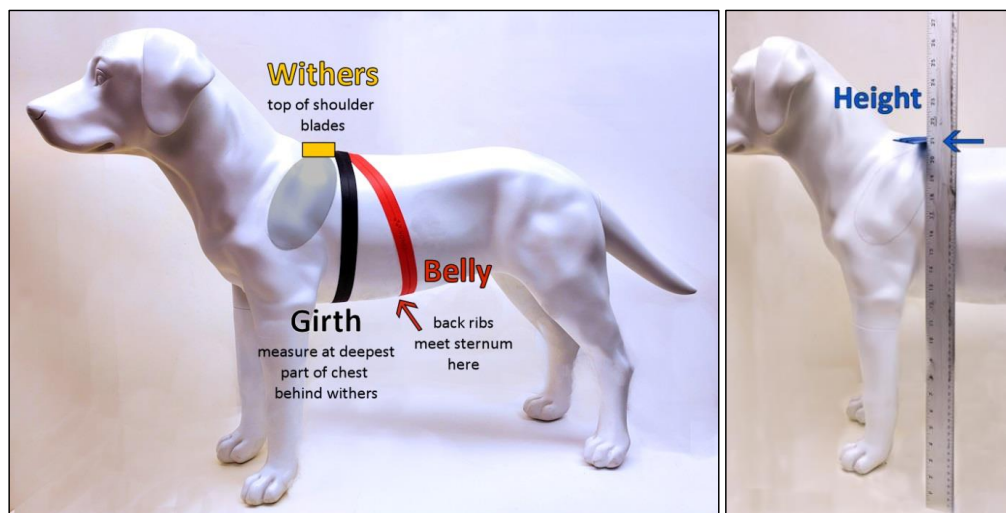 Withers
top of shoulder
blades
Belly
back ribs
meet sternum
here
Girth
measure at deepest
part of chest
behind withers
Height